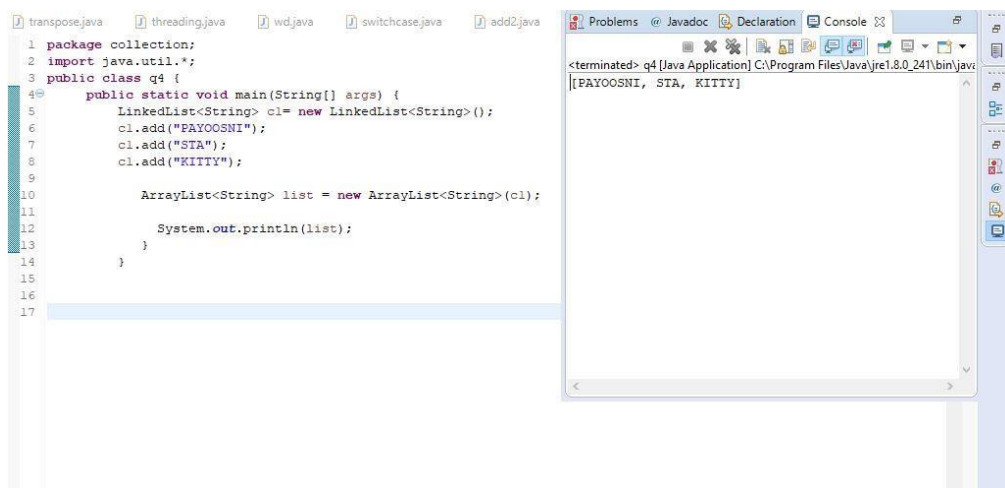 transpose.java threading.java wd.java switchcase.java add2.java
1 package collection;
2 import java.util.*;
3 public class q4 {
4 public static void main(String[] args) {
5 LinkedList<String> cl= new LinkedList<String>();
6 cl.add("PAYOOSNI");
7 cl.add("STA");
8 cl.add("KITTY");
9
10 ArrayList<String> list = new ArrayList<String>(cl);
11
12 System.out.println(list);
13 }
14 }
15
16
17
Problems @ Javadoc Declaration Console
<terminated> q4 [Java Application] C:\Program Files\Java\jre1.8.0_241\bin\java
[PAYOOSNI, STA, KITTY]